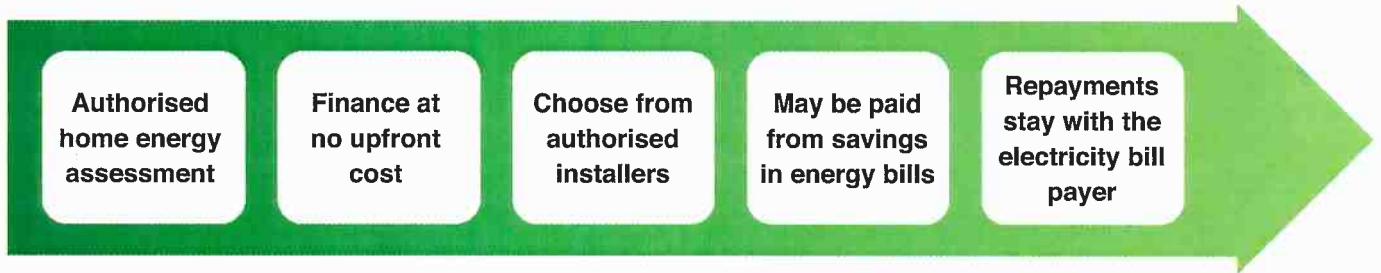 Authorised
home energy
assessment
Finance at
no upfront
cost
Choose from
authorised
installers
May be paid
from savings
in energy bills
Repayments
stay with the
electricity bill
payer